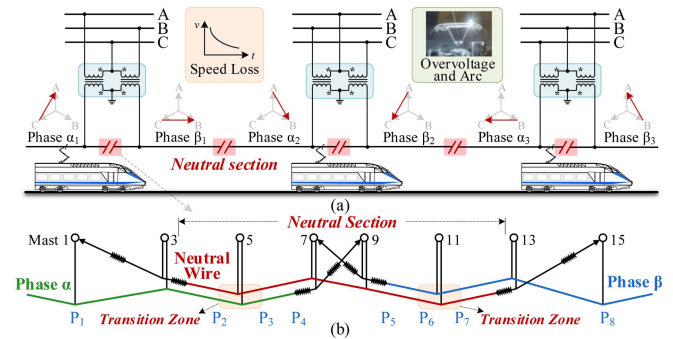 A
B
C
v
t
Speed Loss
A
B
C
Overvoltage
and Arc
A
B
C
* *
* *
* *
A
C B
Phase α1
A
C B
Phase β1
A
C B
Phase α2
A
C B
Phase β2
A
C B
Phase α3
A
C B
Phase β3
Neutral section
(a)
Neutral Section
Mast 1
3
5
7
9
11
13
15
Neutral
Wire
Phase α
Phase β
P1
Transition Zone
P2
P3
P4
P5
P6
P7
Transition Zone
P8
(b)